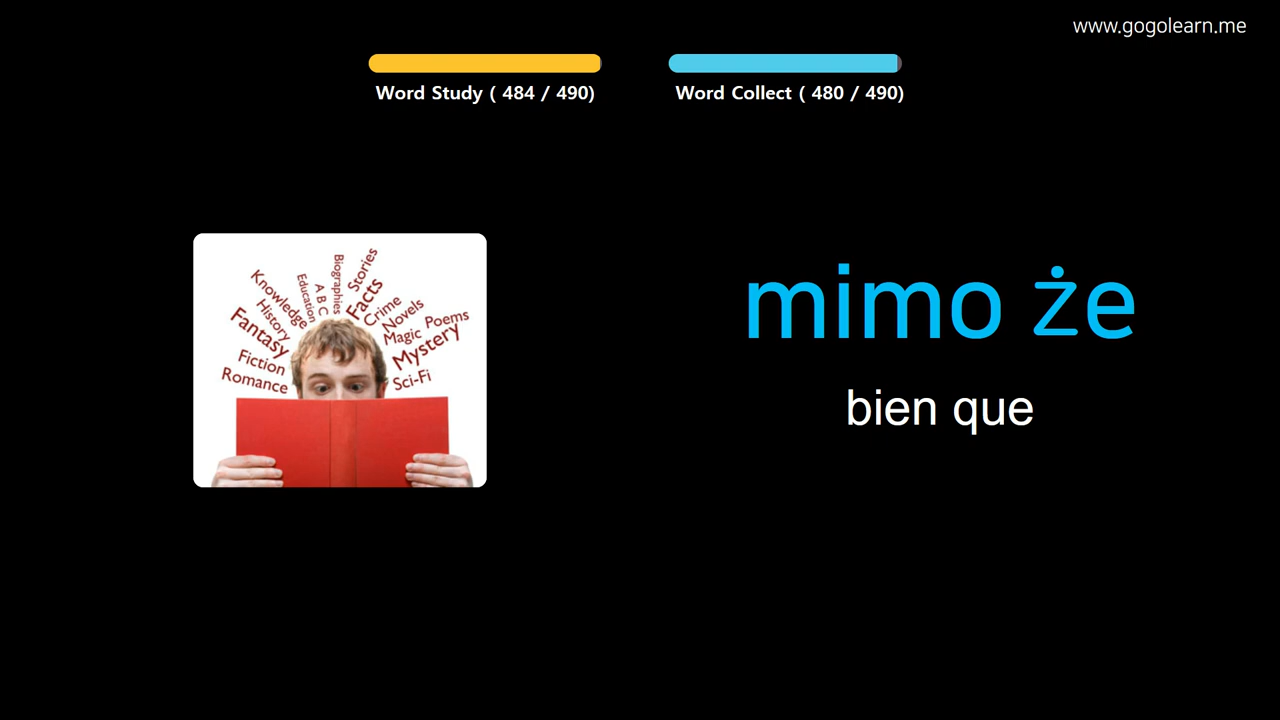 www.gogolearn.me
Word Study ( 484 / 490)
Word Collect ( 480 / 490)
mimo że
bien que
Knowledge
History
Fantasy
Fiction
Romance
Education
A B C
Biographies
Stories
Facts
Crime
Novels
Magic
Poems
Mystery
Sci-Fi